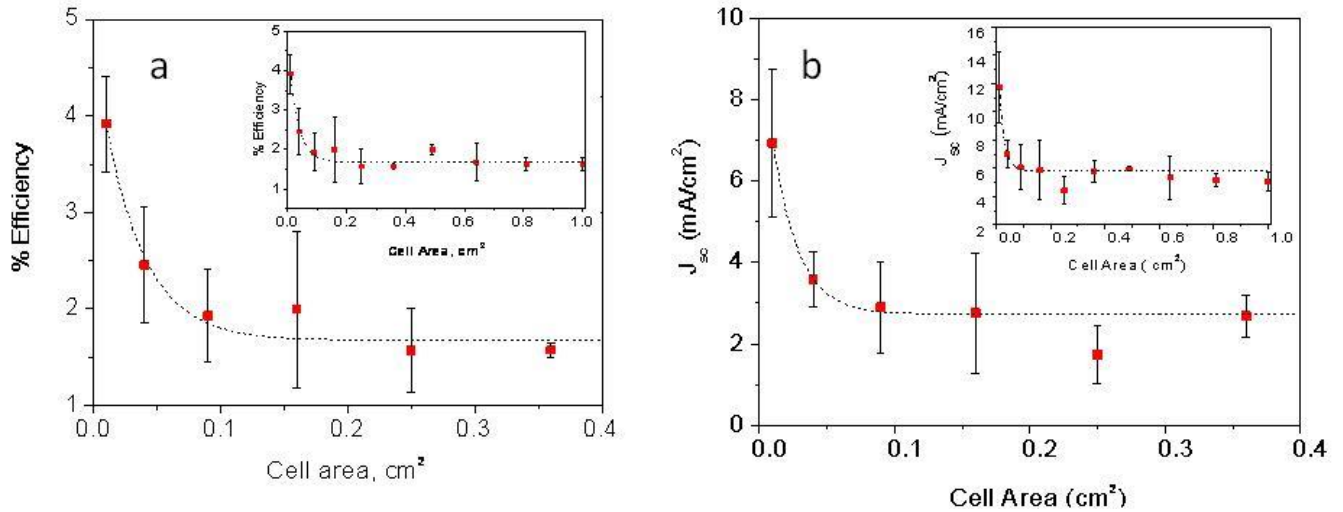 a
% Efficiency
5
4
3
2
1
0.0 0.1 0.2 0.3 0.4
Cell area, cm²
% Efficiency
5
4
3
2
1
0.0 0.2 0.4 0.6 0.8 1.0
Cell Area, cm²
b
J_sc (mA/cm²)
10
8
6
4
2
0
0.0 0.1 0.2 0.3 0.4
Cell Area (cm²)
J_sc (mA/cm²)
16
14
12
10
8
6
4
2
0.0 0.2 0.4 0.6 0.8 1.0
Cell Area ( cm²)